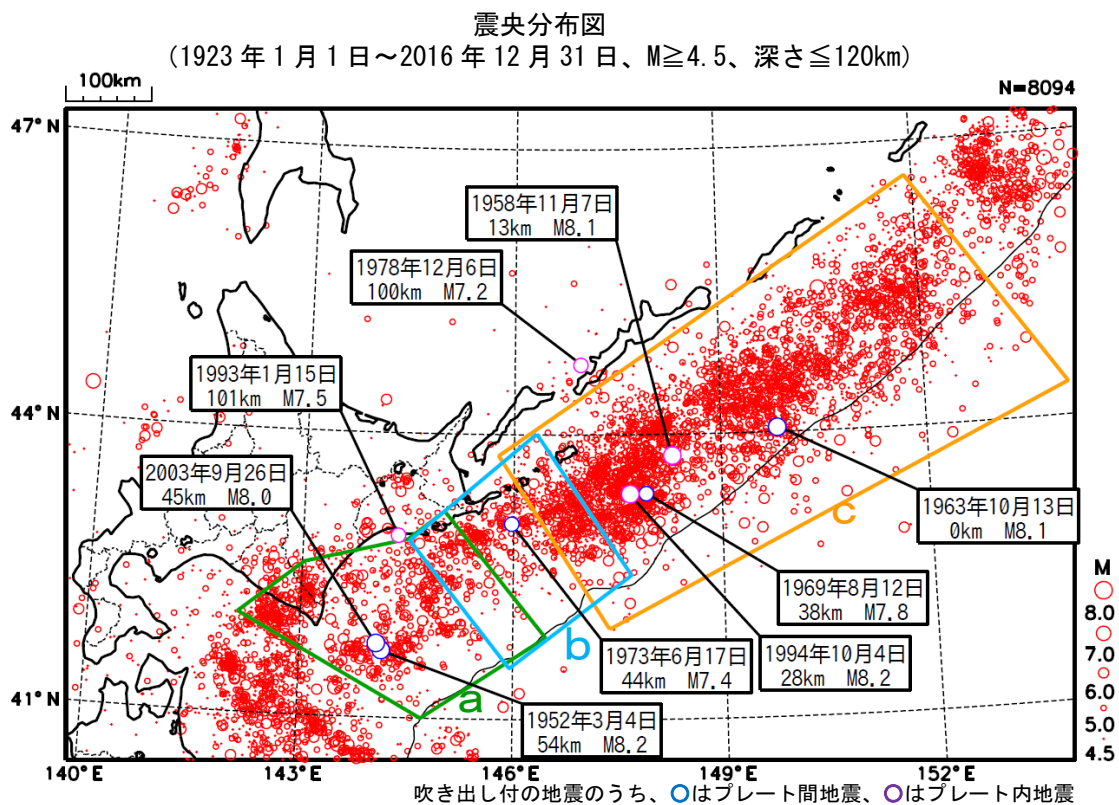 震央分布図
(1923年1月1日～2016年12月31日、M≧4.5、深さ≦120km)
100km
N=8094
47°N
1958年11月7日
13km M8.1
1978年12月6日
100km M7.2
1993年1月15日
101km M7.5
44°N
2003年9月26日
45km M8.0
c
1963年10月13日
0km M8.1
1969年8月12日
38km M7.8
1973年6月17日
44km M7.4
1994年10月4日
28km M8.2
b
a
1952年3月4日
54km M8.2
41°N
M
8.0
7.0
6.0
5.0
4.5
140°E
143°E
146°E
149°E
152°E
吹き出し付の地震のうち、○はプレート間地震、○はプレート内地震